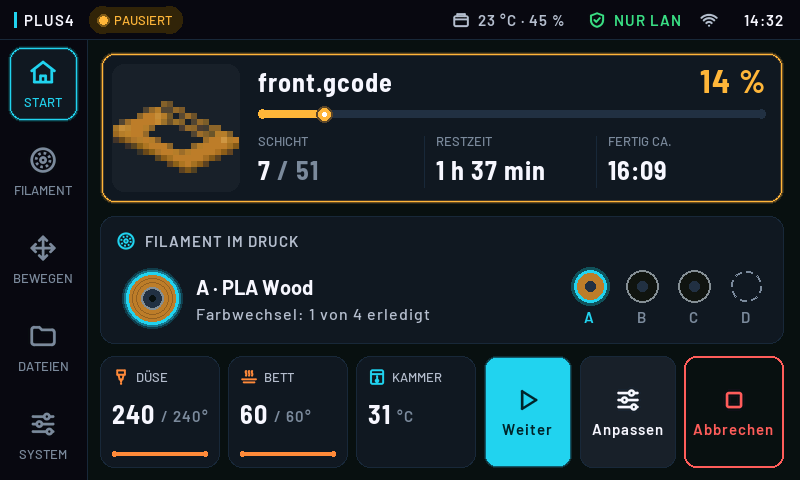 PLUS4 PAUSIERT 23 °C · 45 % NUR LAN 14:32
START
FILAMENT
BEWEGEN
DATEIEN
SYSTEM
front.gcode 14 %
SCHICHT RESTZEIT FERTIG CA.
7 / 51 1 h 37 min 16:09
FILAMENT IM DRUCK
A · PLA Wood
Farbwechsel: 1 von 4 erledigt
A B C D
DÜSE BETT KAMMER
240 / 240° 60 / 60° 31 °C
Weiter Anpassen Abbrechen